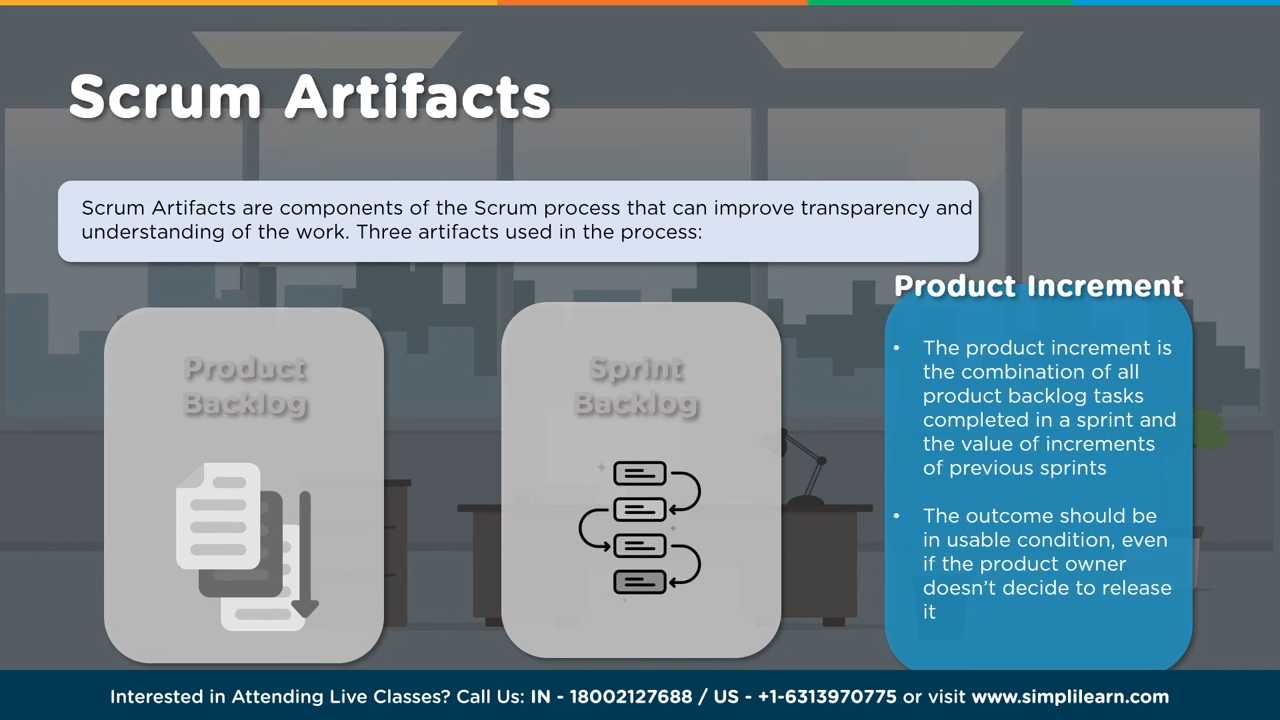 Scrum Artifacts
Scrum Artifacts are components of the Scrum process that can improve transparency and
understanding of the work. Three artifacts used in the process:
Product
Backlog
Sprint
Backlog
Product Increment
• The product increment is
the combination of all
product backlog tasks
completed in a sprint and
the value of increments
of previous sprints
• The outcome should be
in usable condition, even
if the product owner
doesn’t decide to release
it
Interested in Attending Live Classes? Call Us: IN - 18002127688 / US - +1-6313970775 or visit www.simplilearn.com